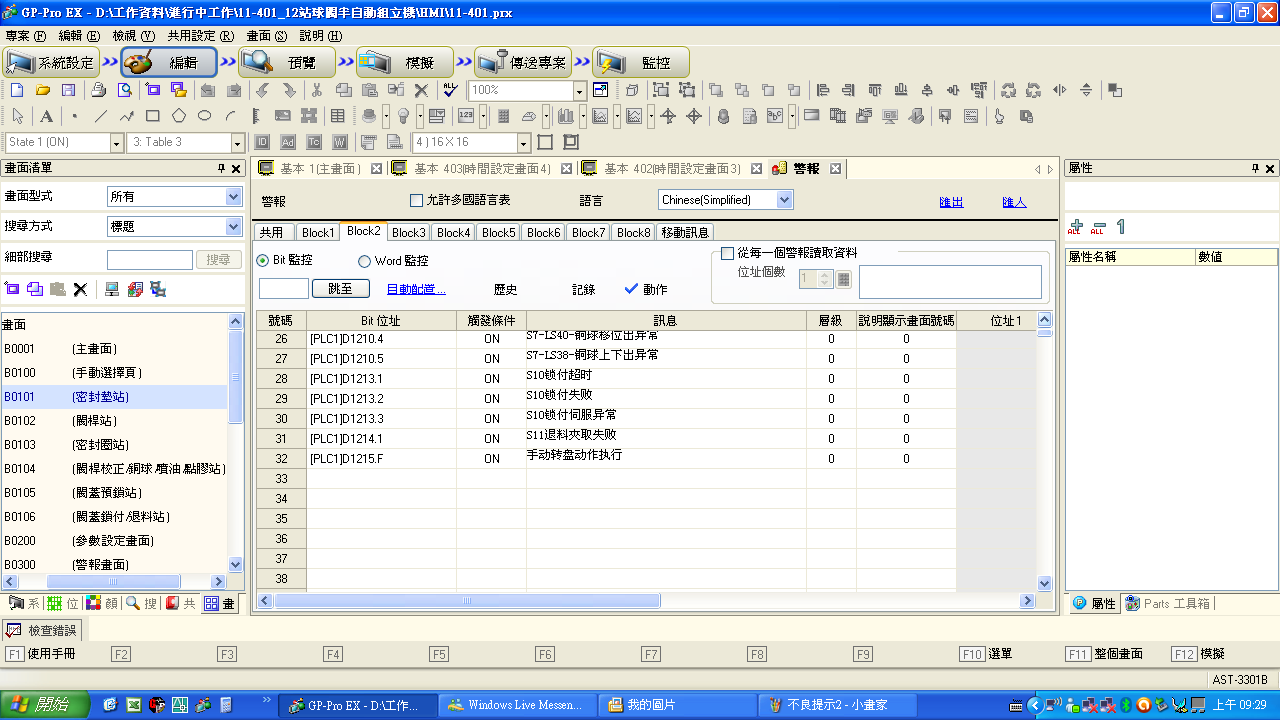 GP-Pro EX - D:\工作資料\進行中工作\11-401_12站球閥半自動組立機\HMI\11-401.prx
專案 (F) 編輯 (E) 檢視 (V) 共用設定 (R) 畫面 (S) 說明 (H)
系統設定 編輯 預覽 模擬 傳送專案 監控
100%
State 1 (ON) 3: Table 3 ID Ad Tc W 4 ) 16 X 16
畫面清單
基本 1(主畫面) 基本 403(時間設定畫面4) 基本 402(時間設定畫面3) 警報
屬性
畫面型式 所有
搜尋方式 標題
細部搜尋 搜尋
警報 允許多國語言表 語言 Chinese(Simplified) 匯出 匯入
共用 Block1 Block2 Block3 Block4 Block5 Block6 Block7 Block8 移動訊息
Bit 監控 Word 監控
從每一個警報讀取資料
位址個數 1
跳至 自動配置... 歷史 記錄 動作
ALL ALL 1
屬性名稱 數值
號碼 Bit 位址 觸發條件 訊息 層級 說明顯示畫面號碼 位址 1
26 [PLC1]D1210.4 ON S7-LS40-铜球移位出异常 0 0
27 [PLC1]D1210.5 ON S7-LS38-铜球上下出异常 0 0
28 [PLC1]D1213.1 ON S10锁付超时 0 0
29 [PLC1]D1213.2 ON S10锁付失败 0 0
30 [PLC1]D1213.3 ON S10锁付伺服异常 0 0
31 [PLC1]D1214.1 ON S11退料夾取失败 0 0
32 [PLC1]D1215.F ON 手动转盘动作执行 0 0
33
34
35
36
37
38
畫面
B0001 (主畫面)
B0100 (手動選擇頁)
B0101 (密封墊站)
B0102 (閥桿站)
B0103 (密封圈站)
B0104 (閥桿校正/銅球/噴油/點膠站)
B0105 (閥蓋預鎖站)
B0106 (閥蓋鎖付/退料站)
B0200 (參數設定畫面)
B0300 (警報畫面)
系 位 顏 搜 共 畫
屬性 Parts 工具箱
檢查錯誤
F1 使用手冊 F2 F3 F4 F5 F6 F7 F8 F9 F10 選單 F11 整個畫面 F12 模擬
AST-3301B
開始 GP-Pro EX - D:\工作... Windows Live Messen... 我的圖片 不良提示2 - 小畫家 上午 09:29